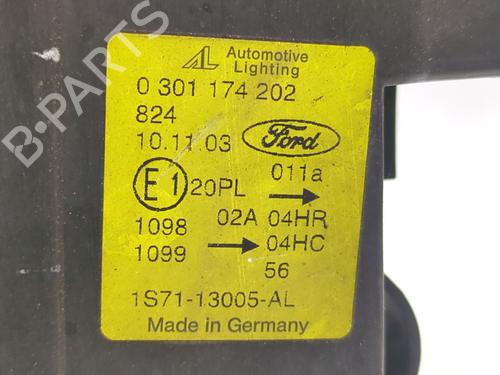 B-PARTS
AL Automotive
Lighting
0 301 174 202
824
10.11.03 Ford
E1 20PL 011a
1098 02A 04HR
1099 04HC
56
1S71-13005-AL
Made in Germany